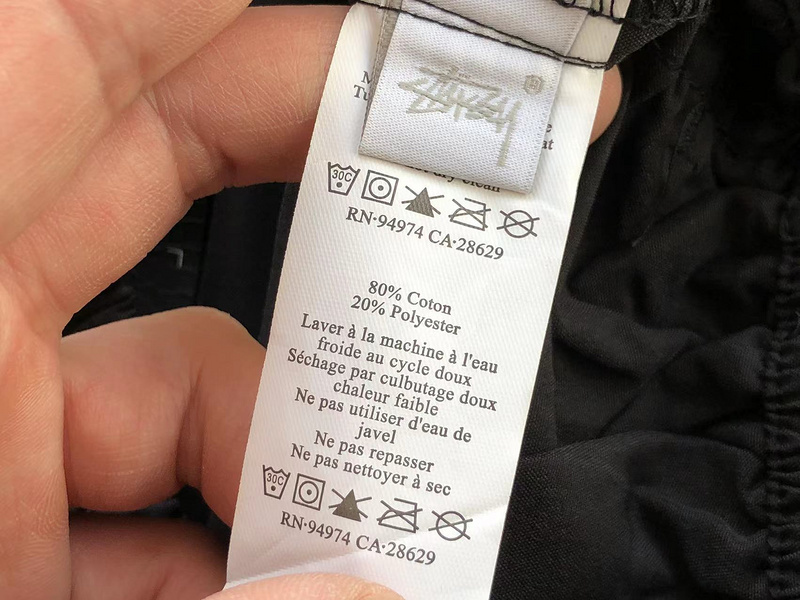 STÜSSY
30C
RN·94974 CA·28629
80% Coton
20% Polyester
Laver à la machine à l'eau
froide au cycle doux
Séchage par culbutage doux
chaleur faible
Ne pas utiliser d'eau de
javel
Ne pas repasser
Ne pas nettoyer à sec
30C
RN·94974 CA·28629